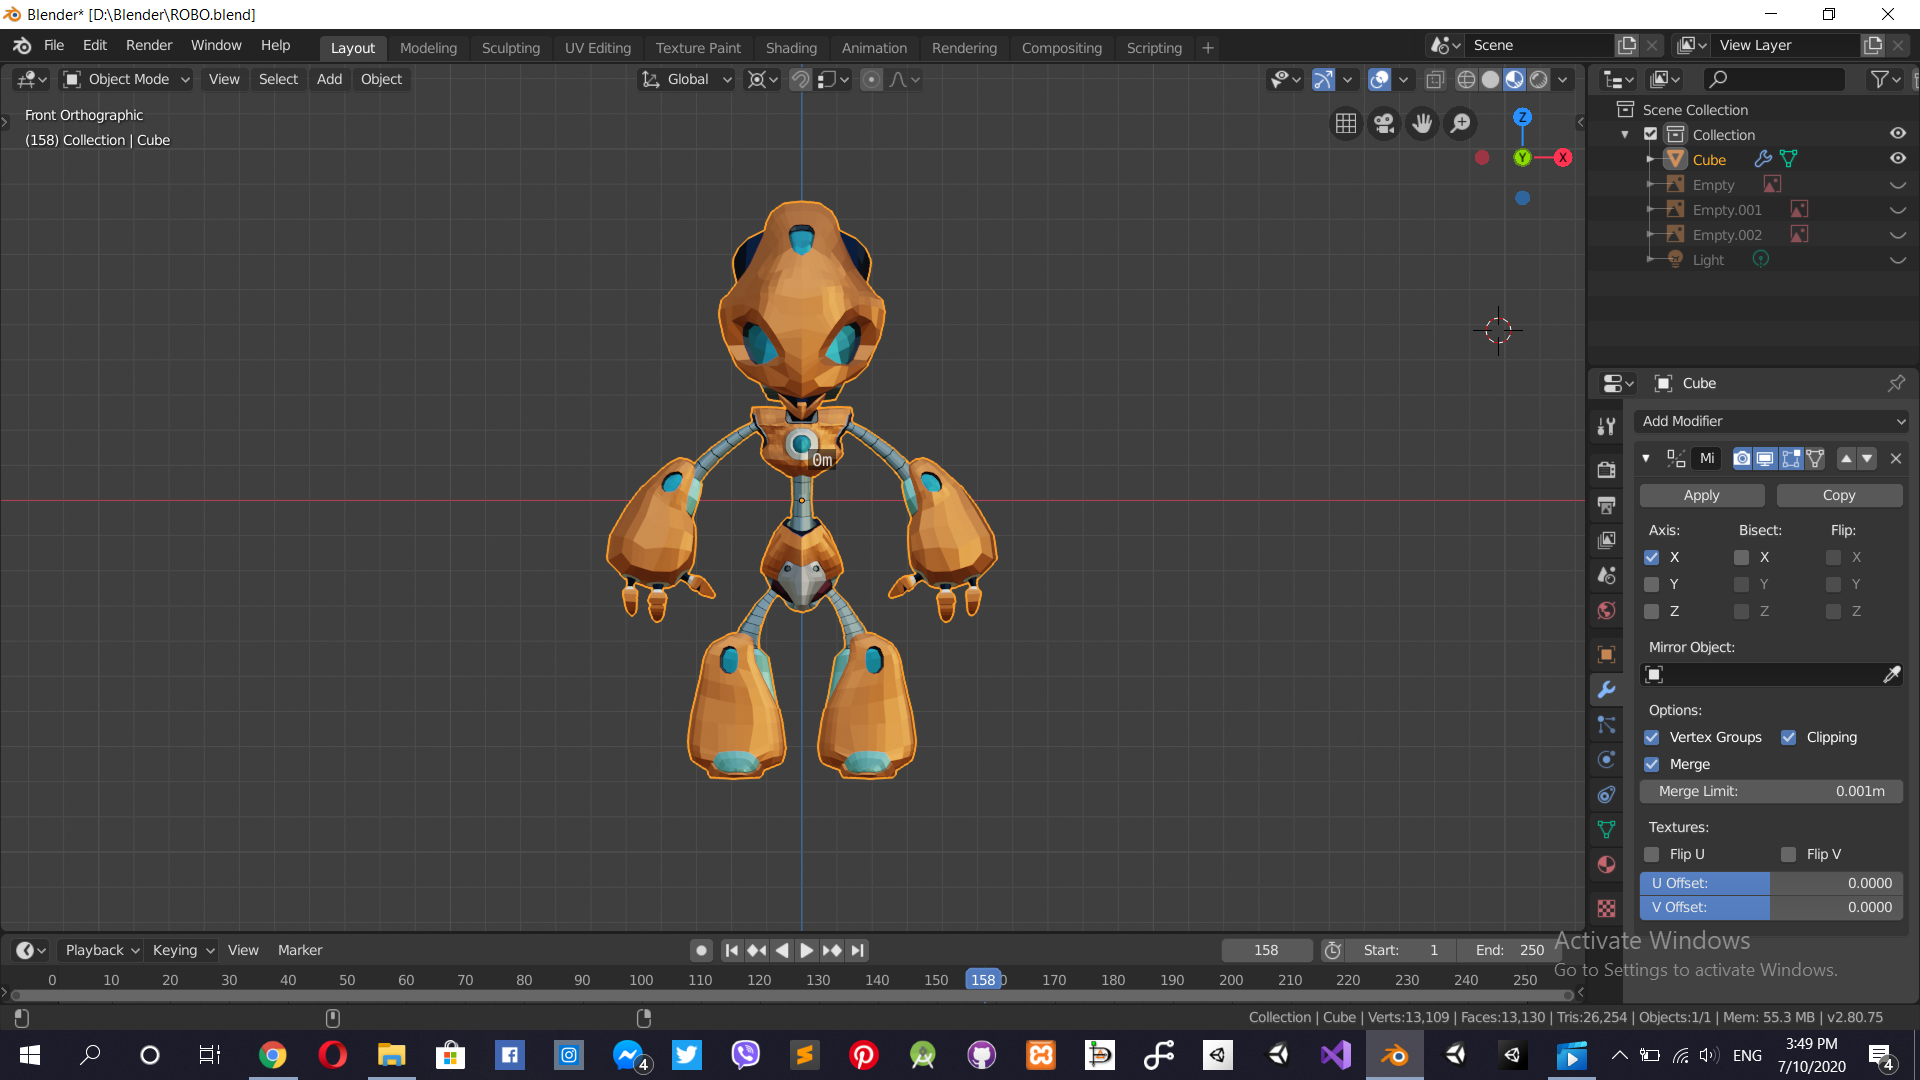 Blender* [D:\Blender\ROBO.blend]
File Edit Render Window Help Layout Modeling Sculpting UV Editing Texture Paint Shading Animation Rendering Compositing Scripting + Scene View Layer
Object Mode View Select Add Object Global
Front Orthographic
(158) Collection | Cube
Z
Y
X
0m
Scene Collection
Collection
Cube
Empty
Empty.001
Empty.002
Light
Cube
Add Modifier
Mi
Apply Copy
Axis: Bisect: Flip:
X X X
Y Y Y
Z Z Z
Mirror Object:
Options:
Vertex Groups Clipping
Merge
Merge Limit: 0.001m
Textures:
Flip U Flip V
U Offset: 0.0000
V Offset: 0.0000
Playback Keying View Marker 158 Start: 1 End: 250
Activate Windows
Go to Settings to activate Windows.
0 10 20 30 40 50 60 70 80 90 100 110 120 130 140 150 158 170 180 190 200 210 220 230 240 250
Collection | Cube | Verts:13,109 | Faces:13,130 | Tris:26,254 | Objects:1/1 | Mem: 55.3 MB | v2.80.75
4 ENG 3:49 PM
7/10/2020 4